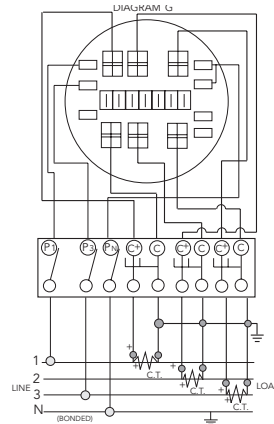 DIAGRAM G
P1 P3 PN C+ C C+ C C+ C
+
1
+
C.T.
2
+
LINE
C.T.
LOA
3
+
C.T.
N
(BONDED)